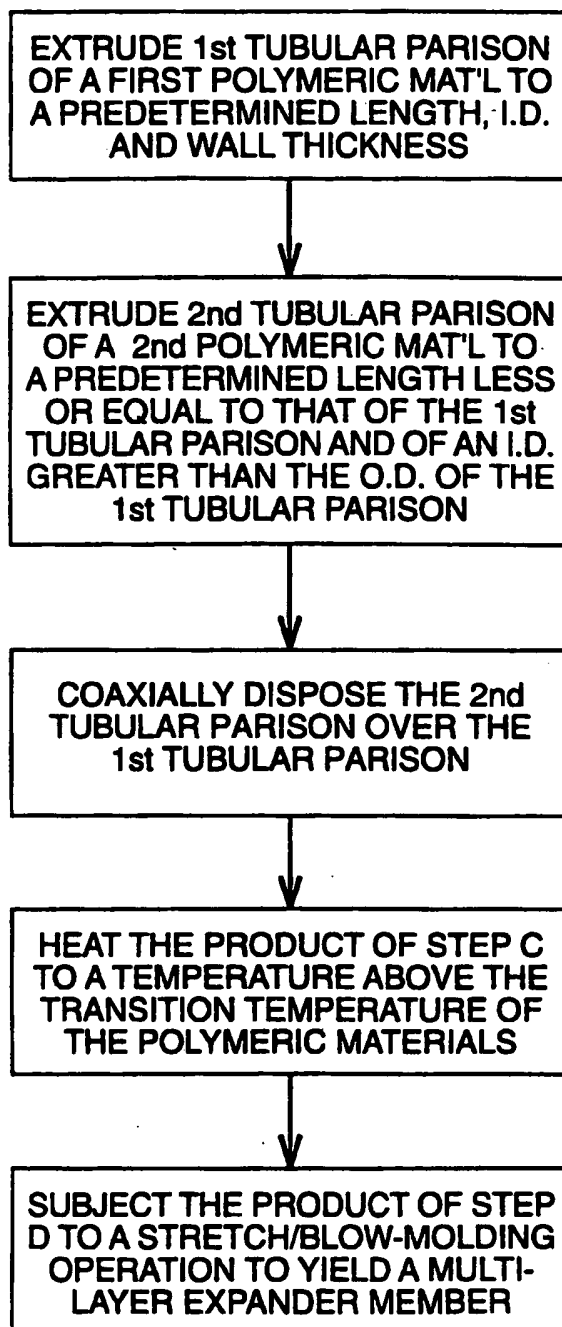 EXTRUDE 1st TUBULAR PARISON
OF A FIRST POLYMERIC MAT'L TO
A PREDETERMINED LENGTH, I.D.
AND WALL THICKNESS
EXTRUDE 2nd TUBULAR PARISON
OF A 2nd POLYMERIC MAT'L TO
A PREDETERMINED LENGTH LESS
OR EQUAL TO THAT OF THE 1st
TUBULAR PARISON AND OF AN I.D.
GREATER THAN THE O.D. OF THE
1st TUBULAR PARISON
COAXIALLY DISPOSE THE 2nd
TUBULAR PARISON OVER THE
1st TUBULAR PARISON
HEAT THE PRODUCT OF STEP C
TO A TEMPERATURE ABOVE THE
TRANSITION TEMPERATURE OF
THE POLYMERIC MATERIALS
SUBJECT THE PRODUCT OF STEP
D TO A STRETCH/BLOW-MOLDING
OPERATION TO YIELD A MULTI-
LAYER EXPANDER MEMBER